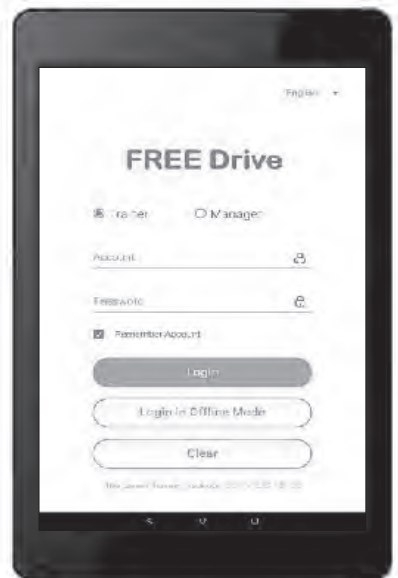 English
FREE Drive
Trainer Manager
Account
Password
Remember Account
Login
Login in Offline Mode
Clear